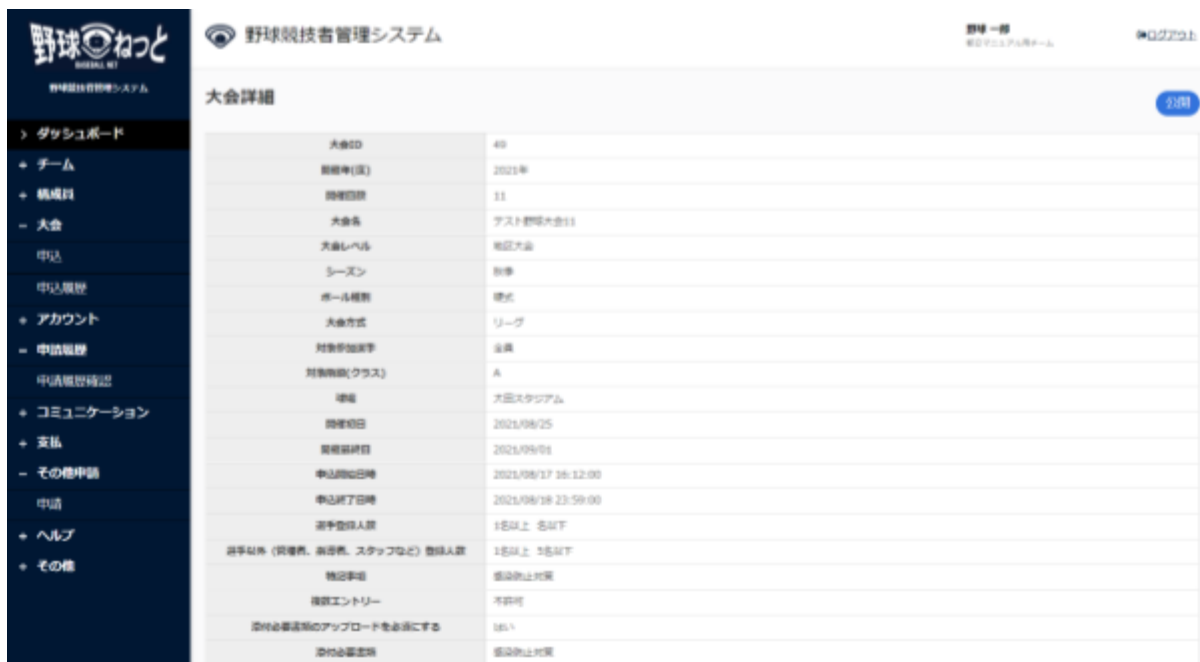 野球ねっと
BASEBALL NET
野球競技者管理システム
> ダッシュボード
+ チーム
+ 構成員
- 大会
申込
申込履歴
+ アカウント
- 申請履歴
申請履歴確認
+ コミュニケーション
+ 支払
- その他申請
申請
+ ヘルプ
+ その他
野球競技者管理システム
野球 一郎
ログアウト
大会詳細
公開
大会ID 49
開催年(度) 2021年
開催回数 11
大会名 テスト野球大会11
大会レベル 地区大会
シーズン 秋季
ボール種別 硬式
大会方式 リーグ
対象参加選手 全員
対象階級(クラス) A
球場 大田スタジアム
開催初日 2021/08/25
開催最終日 2021/09/01
申込開始日時 2021/08/17 16:12:00
申込終了日時 2021/08/18 23:59:00
選手登録人数 1名以上 名以下
選手以外（管理者、指導者、スタッフなど）登録人数 1名以上 5名以下
特記事項 感染防止対策
複数エントリー 不許可
添付必要書類のアップロードを必須にする はい
添付必要書類 感染防止対策